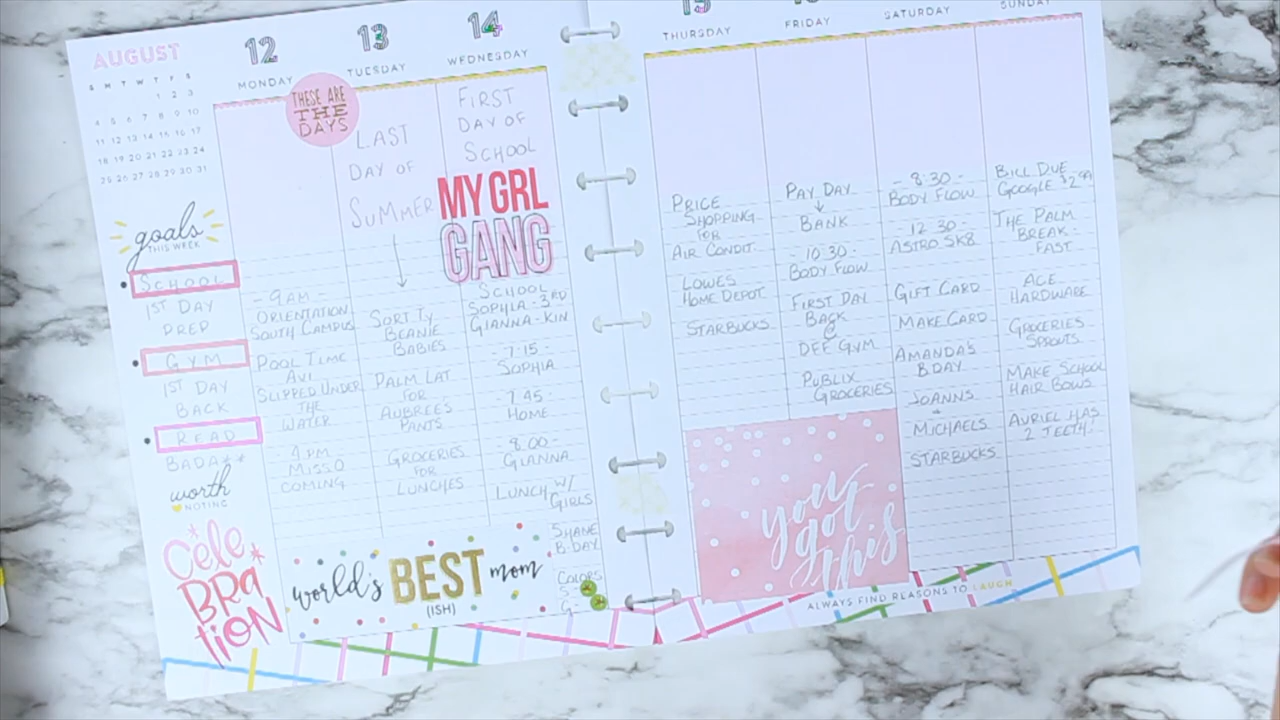 AUGUST
S M T W T F S
1 2 3
4 5 6 7 8 9 10
11 12 13 14 15 16 17
18 19 20 21 22 23 24
25 26 27 28 29 30 31
goals
THIS WEEK
SCHOOL
1ST DAY
PREP
GYM
1ST DAY
BACK
READ
BADA**
worth
NOTING
CeleBRAtiON
12
MONDAY
THESE ARE
THE
DAYS
- 9AM -
ORIENTATION
SOUTH CAMPUS
POOL TIME
AVI
SLIPPED UNDER
THE
WATER
4 PM
MISSO
COMING
13
TUESDAY
LAST
DAY OF
SUMMER
SORT TY
BEANIE
BABIES
PALM LAT
FOR
AUBREE'S
PANTS
GROCERIES
FOR
LUNCHES
14
WEDNESDAY
FIRST
DAY OF
SCHOOL
MY GRL
GANG
SCHOOL
SOPHIA - 3RD
GIANNA - KIN
- 7:15 -
SOPHIA
- 7:45 -
HOME
8:00 -
GIANNA
LUNCH W/
GIRLS
SHANE
B-DAY
COLORS
S
G
world's BEST mom
(ISH)
15
THURSDAY
PRICE
SHOPPING
FOR
AIR CONDIT.
LOWES
HOME DEPOT
STARBUCKS
FRIDAY
PAY DAY
BANK
- 10:30 -
BODY FLOW
FIRST DAY
BACK
@
DEE GYM
PUBLIX
GROCERIES
you
got
this
SATURDAY
- 8:30 -
BODY FLOW
12:30 -
ASTRO SK8
GIFT CARD
MAKE CARD
AMANDA'S
BDAY
JOANNS
MICHAELS
STARBUCKS
SUNDAY
BILL DUE
GOOGLE $2.99
THE PALM
BREAK -
FAST
ACE
HARDWARE
GROCERIES
SPROUTS
MAKE SCHOOL
HAIR BOWS
AURIEL HAS
2 TEETH!
ALWAYS FIND REASONS TO LAUGH